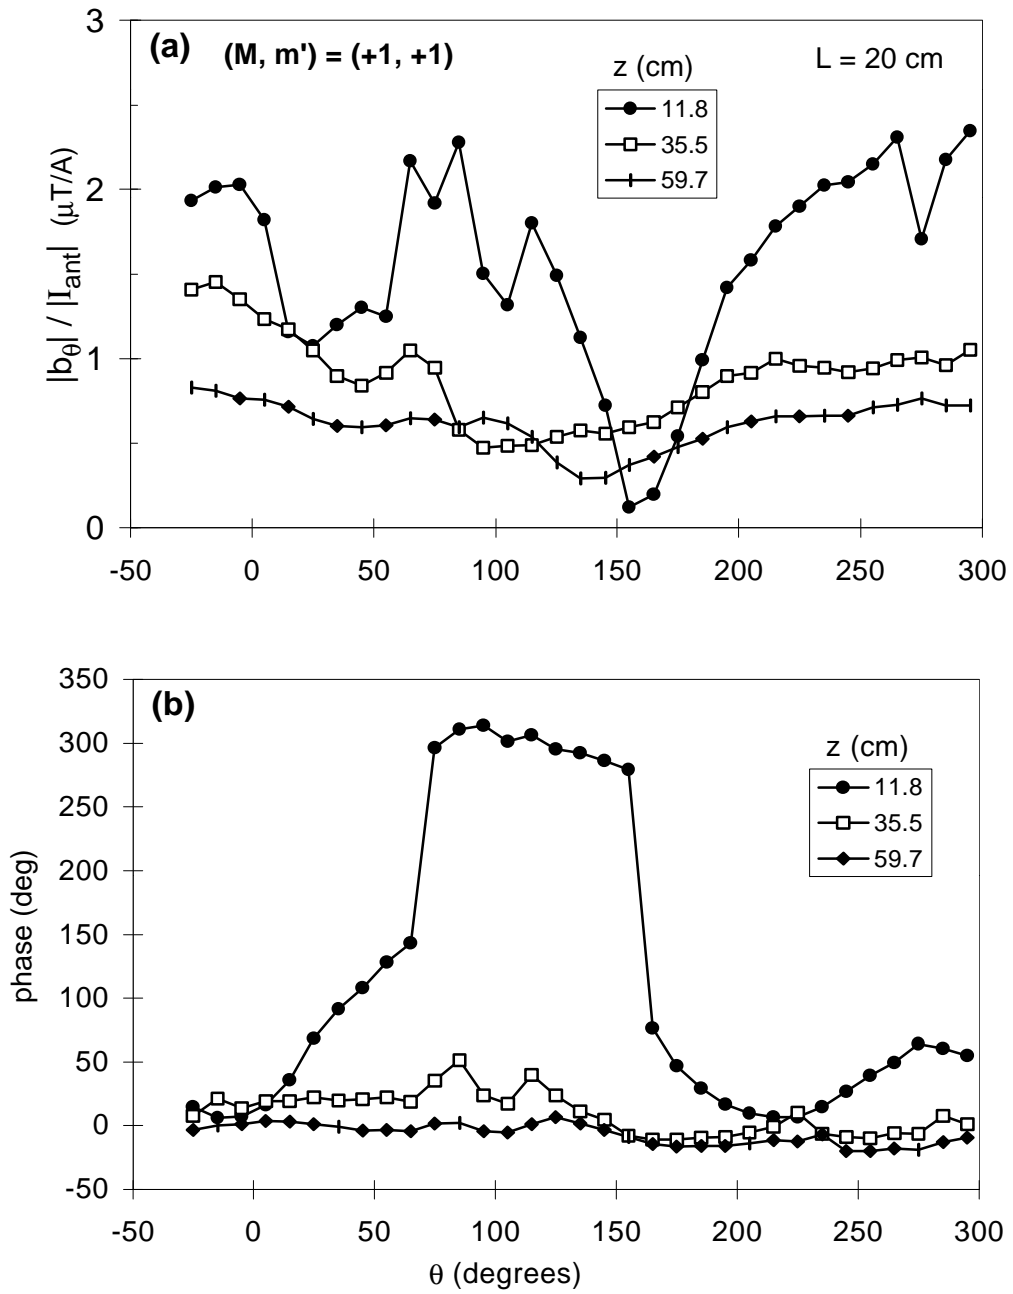 3
(a) (M, m') = (+1, +1) L = 20 cm
z (cm)
11.8
35.5
59.7
2
1
0
|bθ| / |Iant| (μT/A)
-50 0 50 100 150 200 250 300
350
(b)
300
z (cm)
11.8
35.5
59.7
250
200
150
100
50
0
-50
phase (deg)
-50 0 50 100 150 200 250 300
θ (degrees)